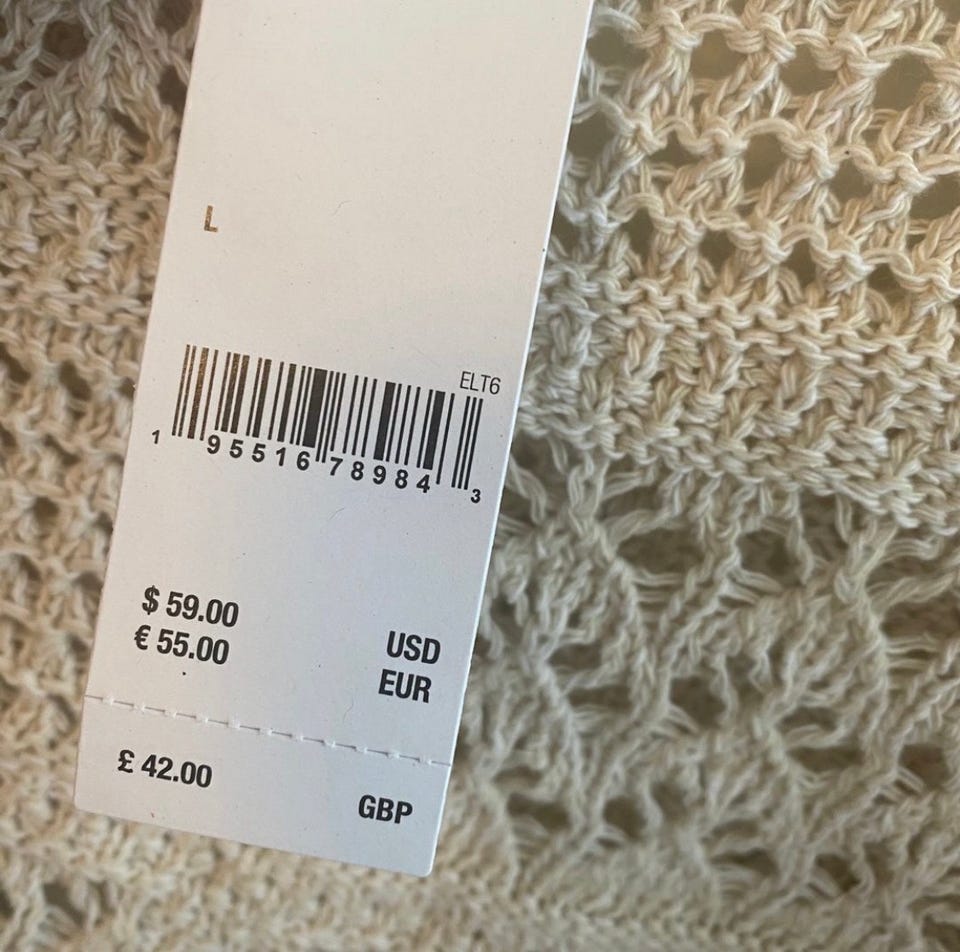 L
ELT6
1 95516 78984 3
$ 59.00 USD
€ 55.00 EUR
£ 42.00 GBP